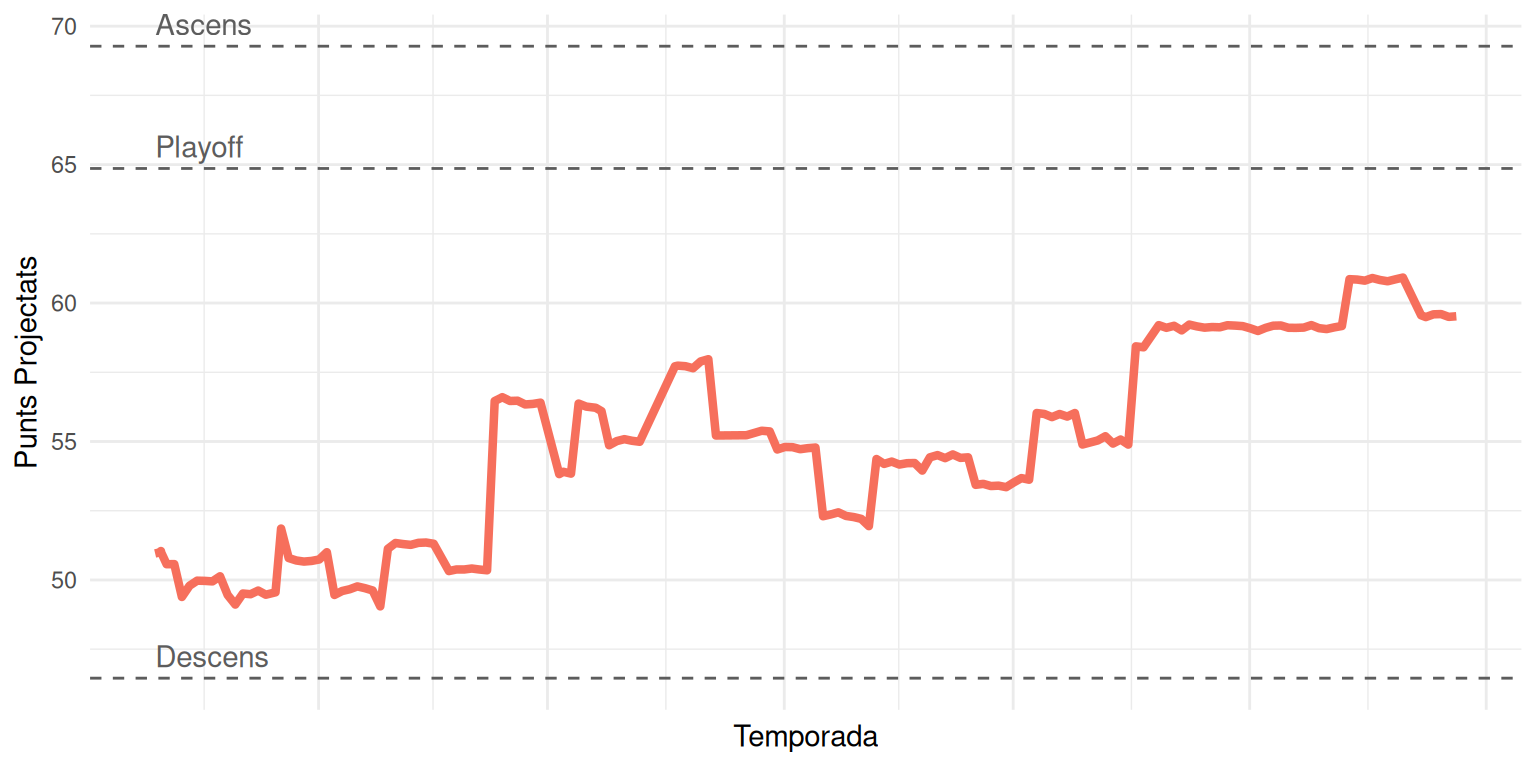 70
Ascens
Playoff
65
Punts Projectats
60
55
50
Descens
Temporada